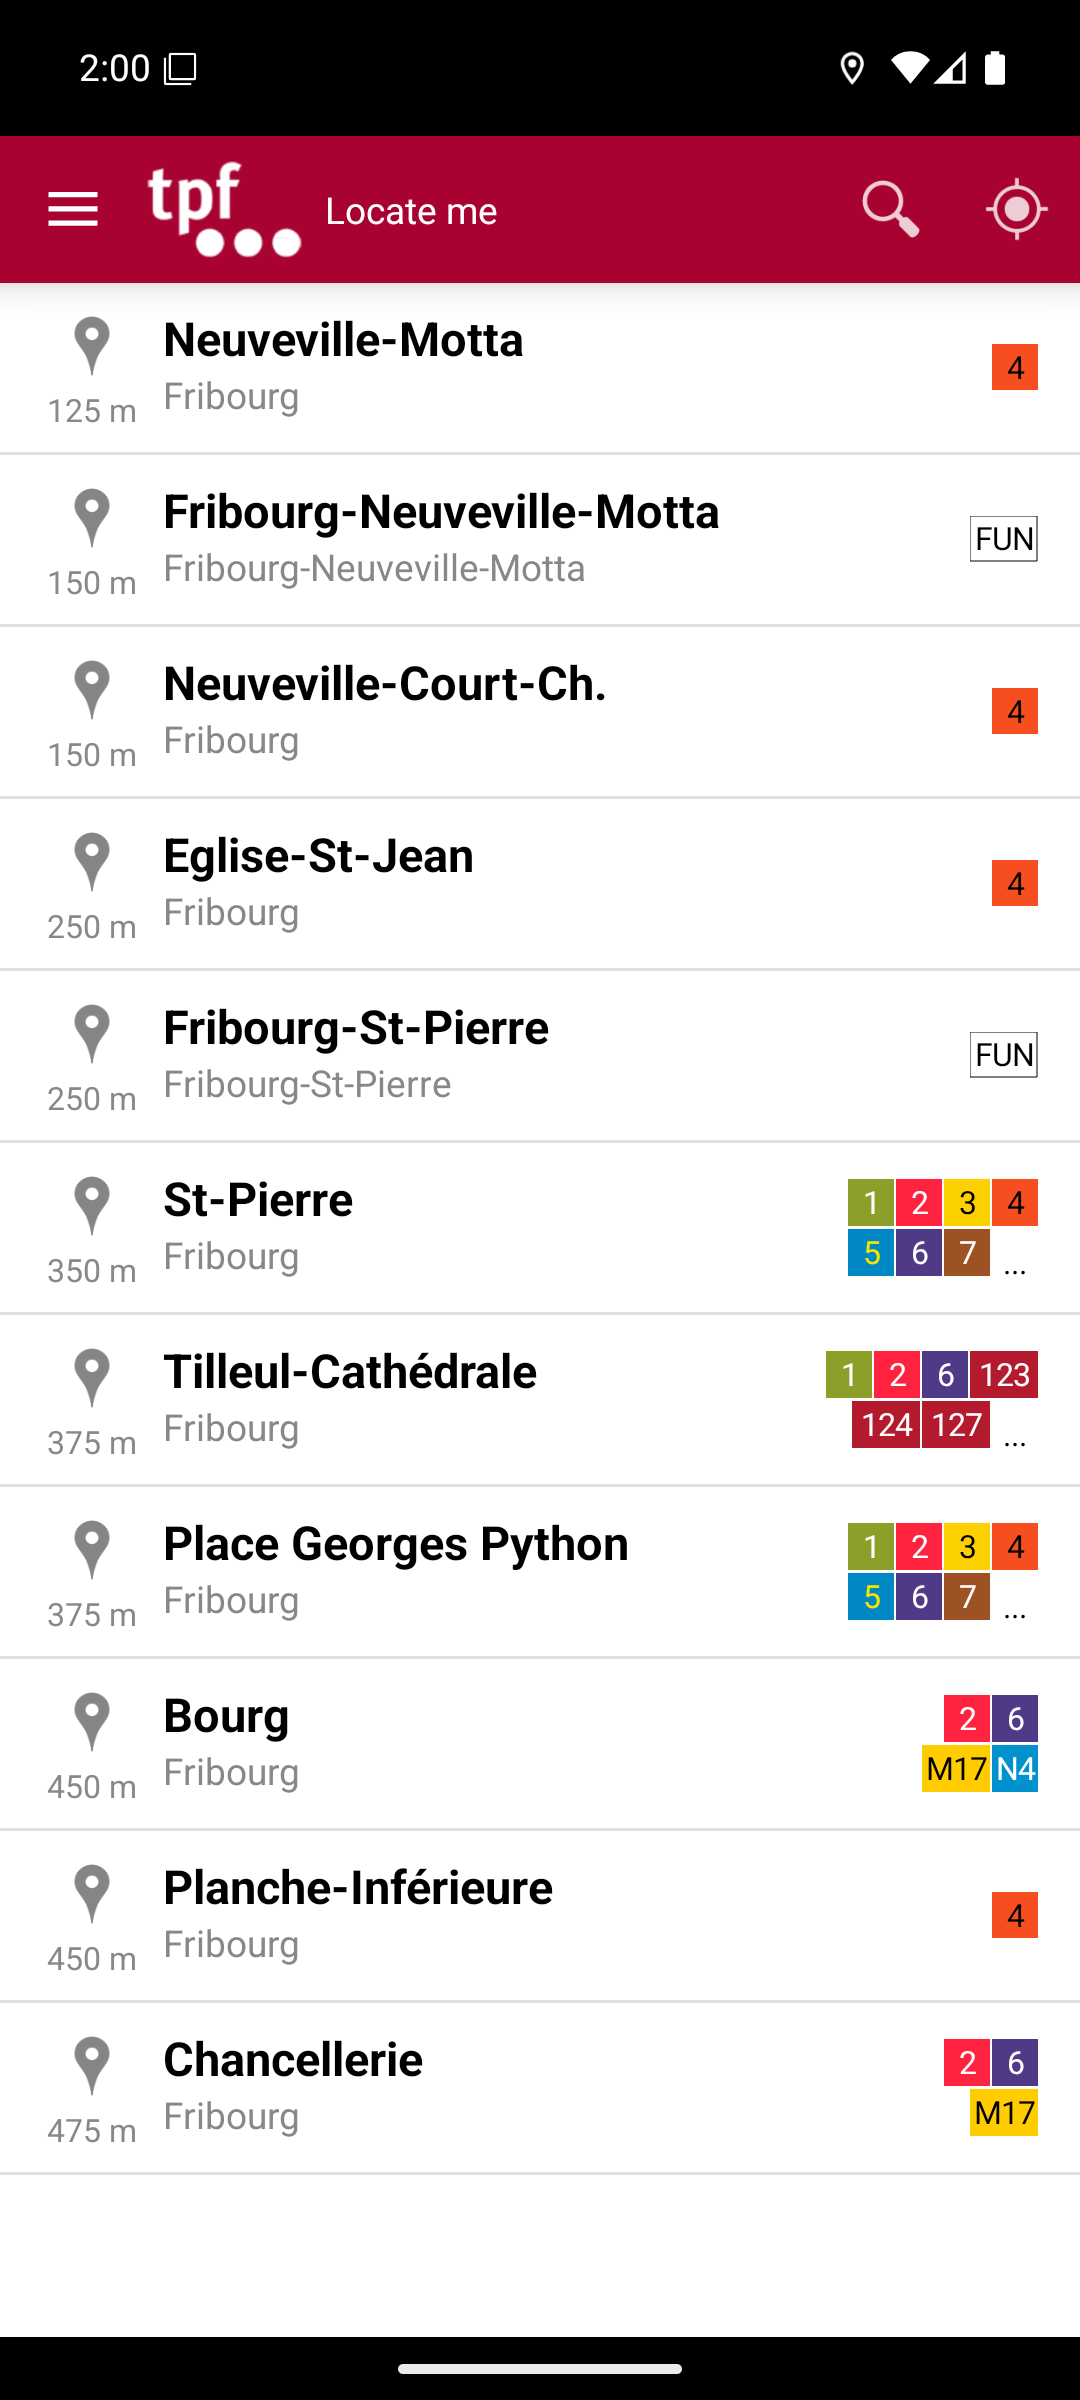 2:00
tpf
Locate me
Neuveville-Motta
Fribourg
125 m
4
Fribourg-Neuveville-Motta
Fribourg-Neuveville-Motta
150 m
FUN
Neuveville-Court-Ch.
Fribourg
150 m
4
Eglise-St-Jean
Fribourg
250 m
4
Fribourg-St-Pierre
Fribourg-St-Pierre
250 m
FUN
St-Pierre
Fribourg
350 m
1 2 3 4
5 6 7 ...
Tilleul-Cathédrale
Fribourg
375 m
1 2 6 123
124 127 ...
Place Georges Python
Fribourg
375 m
1 2 3 4
5 6 7 ...
Bourg
Fribourg
450 m
2 6
M17 N4
Planche-Inférieure
Fribourg
450 m
4
Chancellerie
Fribourg
475 m
2 6
M17